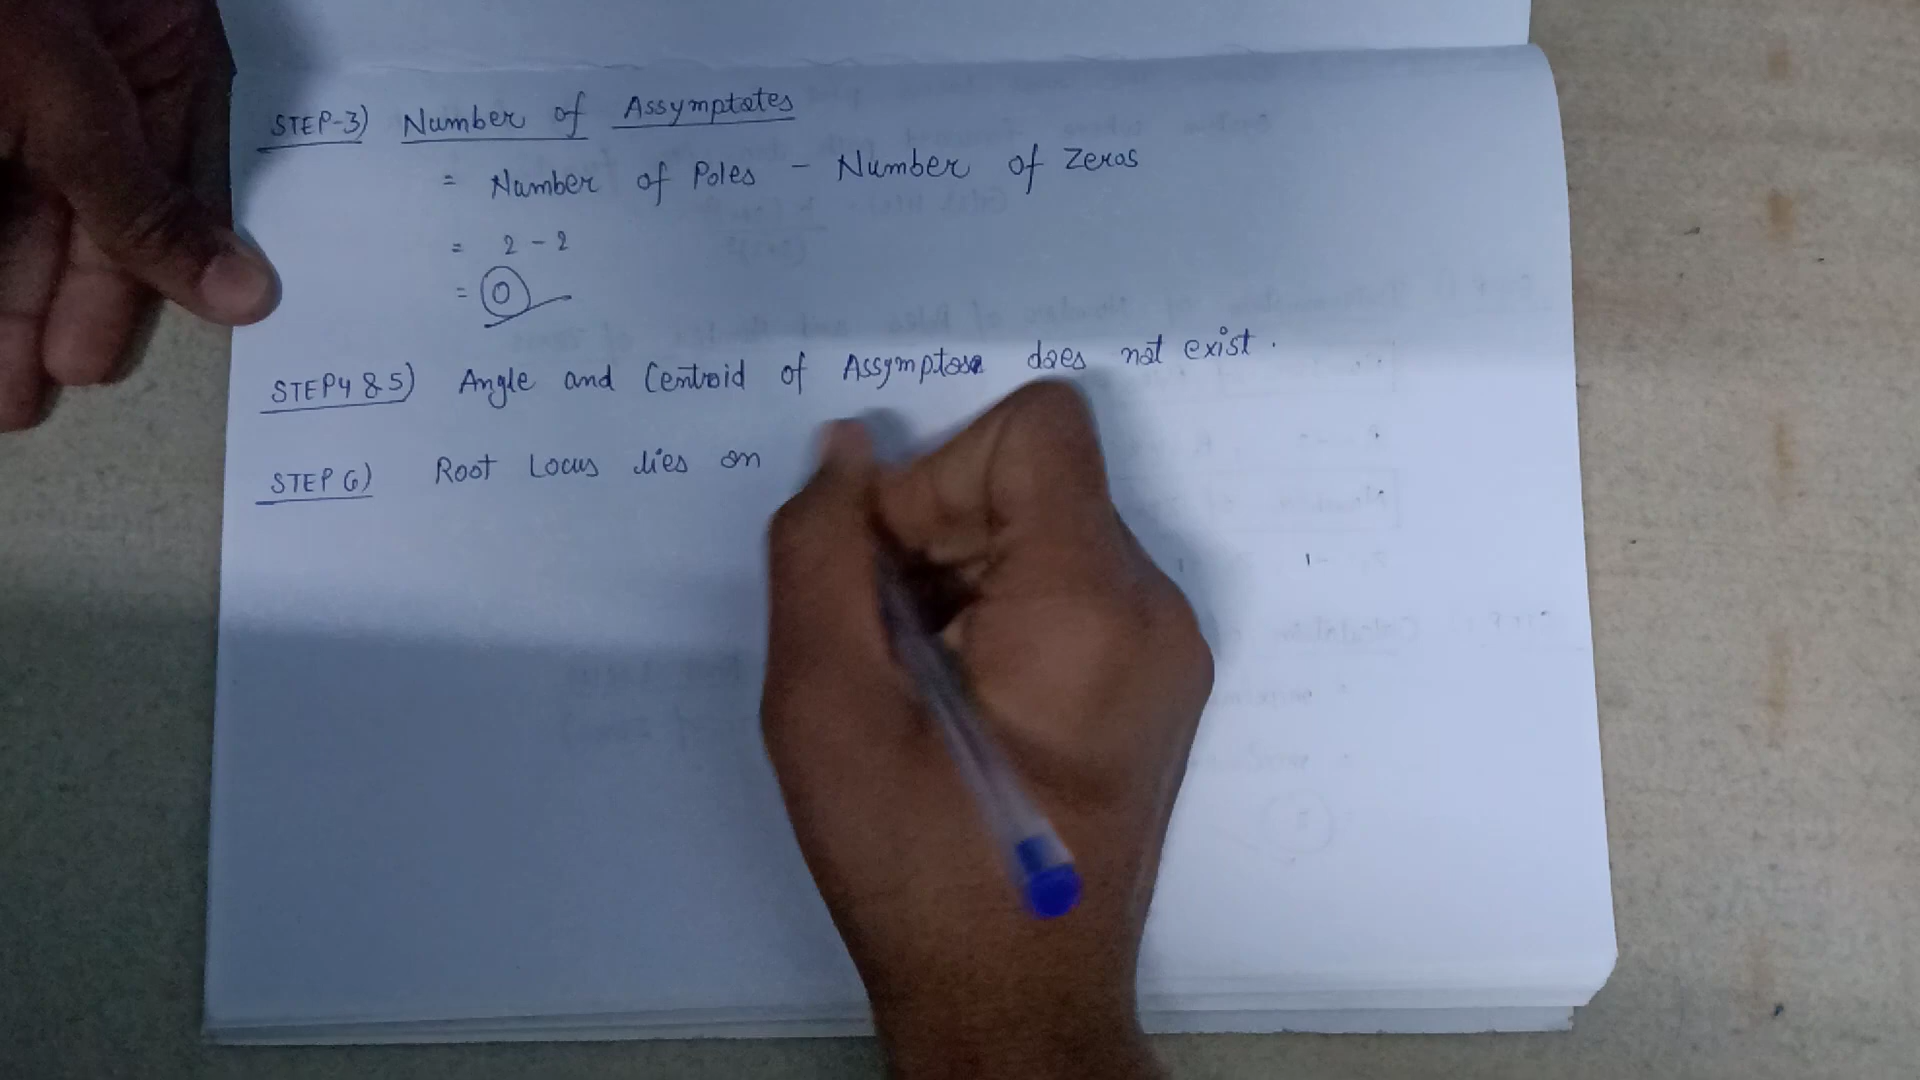 STEP-3) Number of Assymptotes
= Number of Poles - Number of Zeros
= 2 - 2
= 0
STEP4 & 5) Angle and Centroid of Assymptose does not exist.
STEP 6) Root Locus lies on